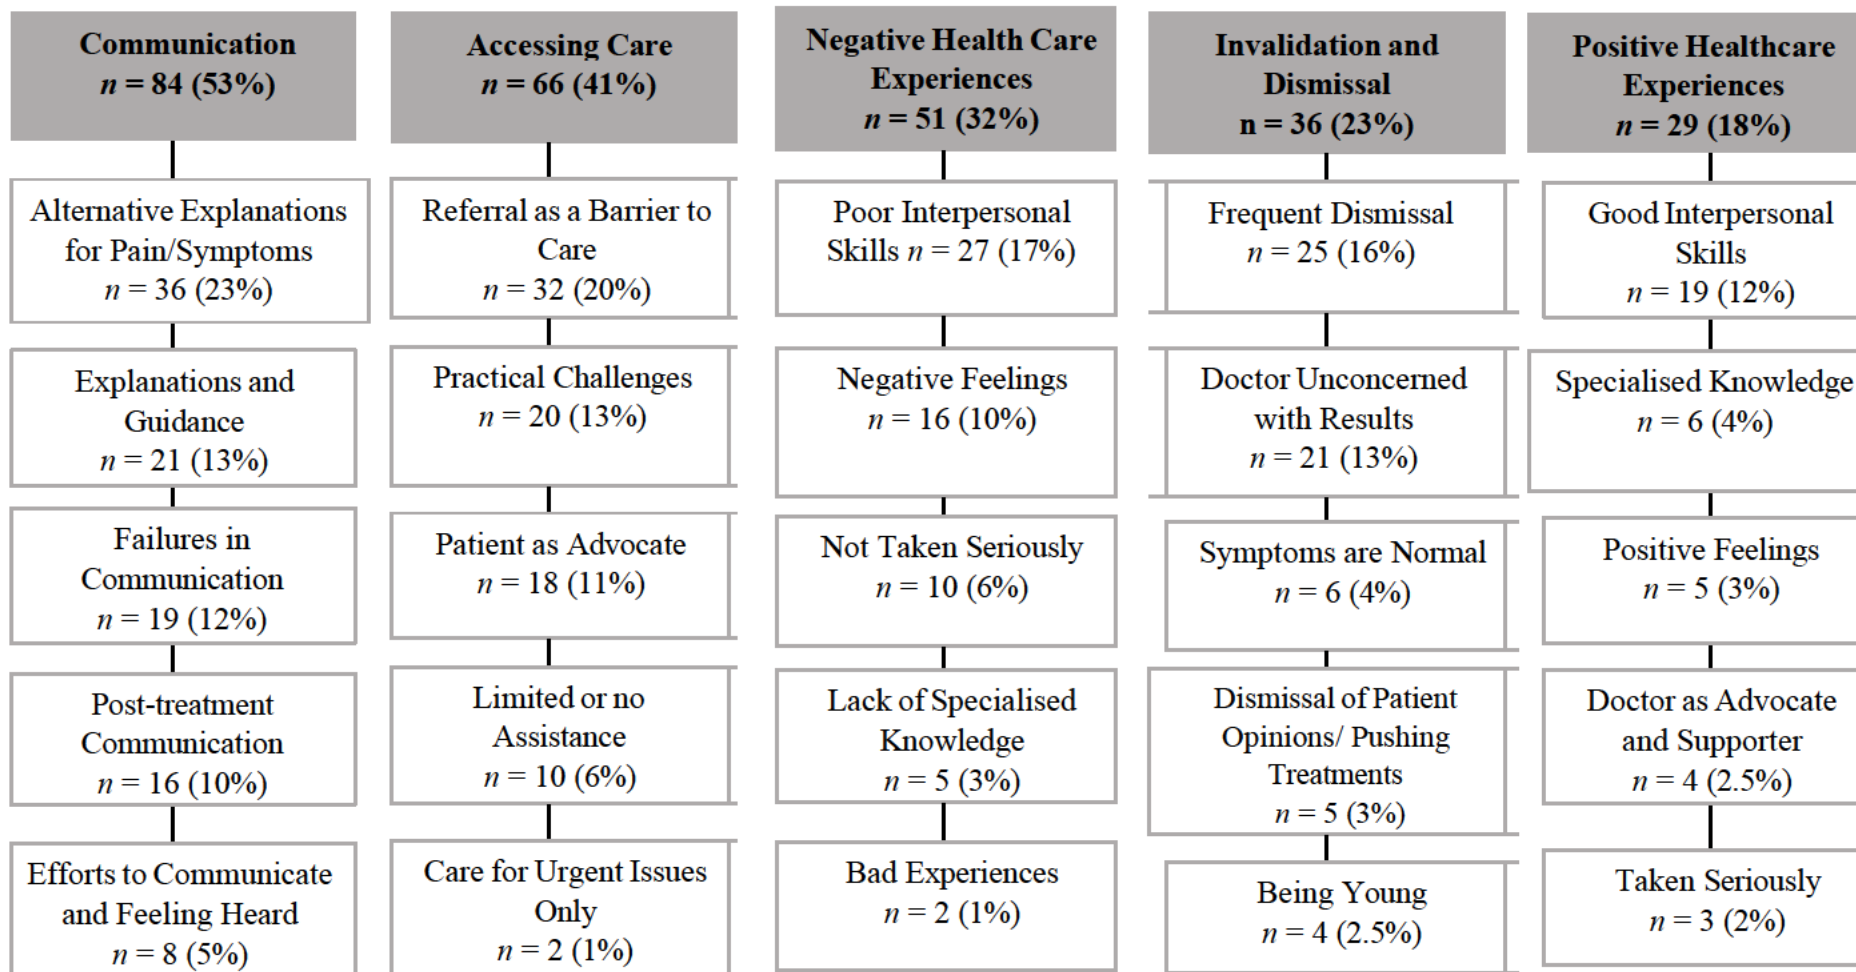 Communication
n = 84 (53%)
Alternative Explanations
for Pain/Symptoms
n = 36 (23%)
Explanations and
Guidance
n = 21 (13%)
Failures in
Communication
n = 19 (12%)
Post-treatment
Communication
n = 16 (10%)
Efforts to Communicate
and Feeling Heard
n = 8 (5%)
Accessing Care
n = 66 (41%)
Referral as a Barrier to
Care
n = 32 (20%)
Practical Challenges
n = 20 (13%)
Patient as Advocate
n = 18 (11%)
Limited or no
Assistance
n = 10 (6%)
Care for Urgent Issues
Only
n = 2 (1%)
Negative Health Care
Experiences
n = 51 (32%)
Poor Interpersonal
Skills n = 27 (17%)
Negative Feelings
n = 16 (10%)
Not Taken Seriously
n = 10 (6%)
Lack of Specialised
Knowledge
n = 5 (3%)
Bad Experiences
n = 2 (1%)
Invalidation and
Dismissal
n = 36 (23%)
Frequent Dismissal
n = 25 (16%)
Doctor Unconcerned
with Results
n = 21 (13%)
Symptoms are Normal
n = 6 (4%)
Dismissal of Patient
Opinions/ Pushing
Treatments
n = 5 (3%)
Being Young
n = 4 (2.5%)
Positive Healthcare
Experiences
n = 29 (18%)
Good Interpersonal
Skills
n = 19 (12%)
Specialised Knowledge
n = 6 (4%)
Positive Feelings
n = 5 (3%)
Doctor as Advocate
and Supporter
n = 4 (2.5%)
Taken Seriously
n = 3 (2%)